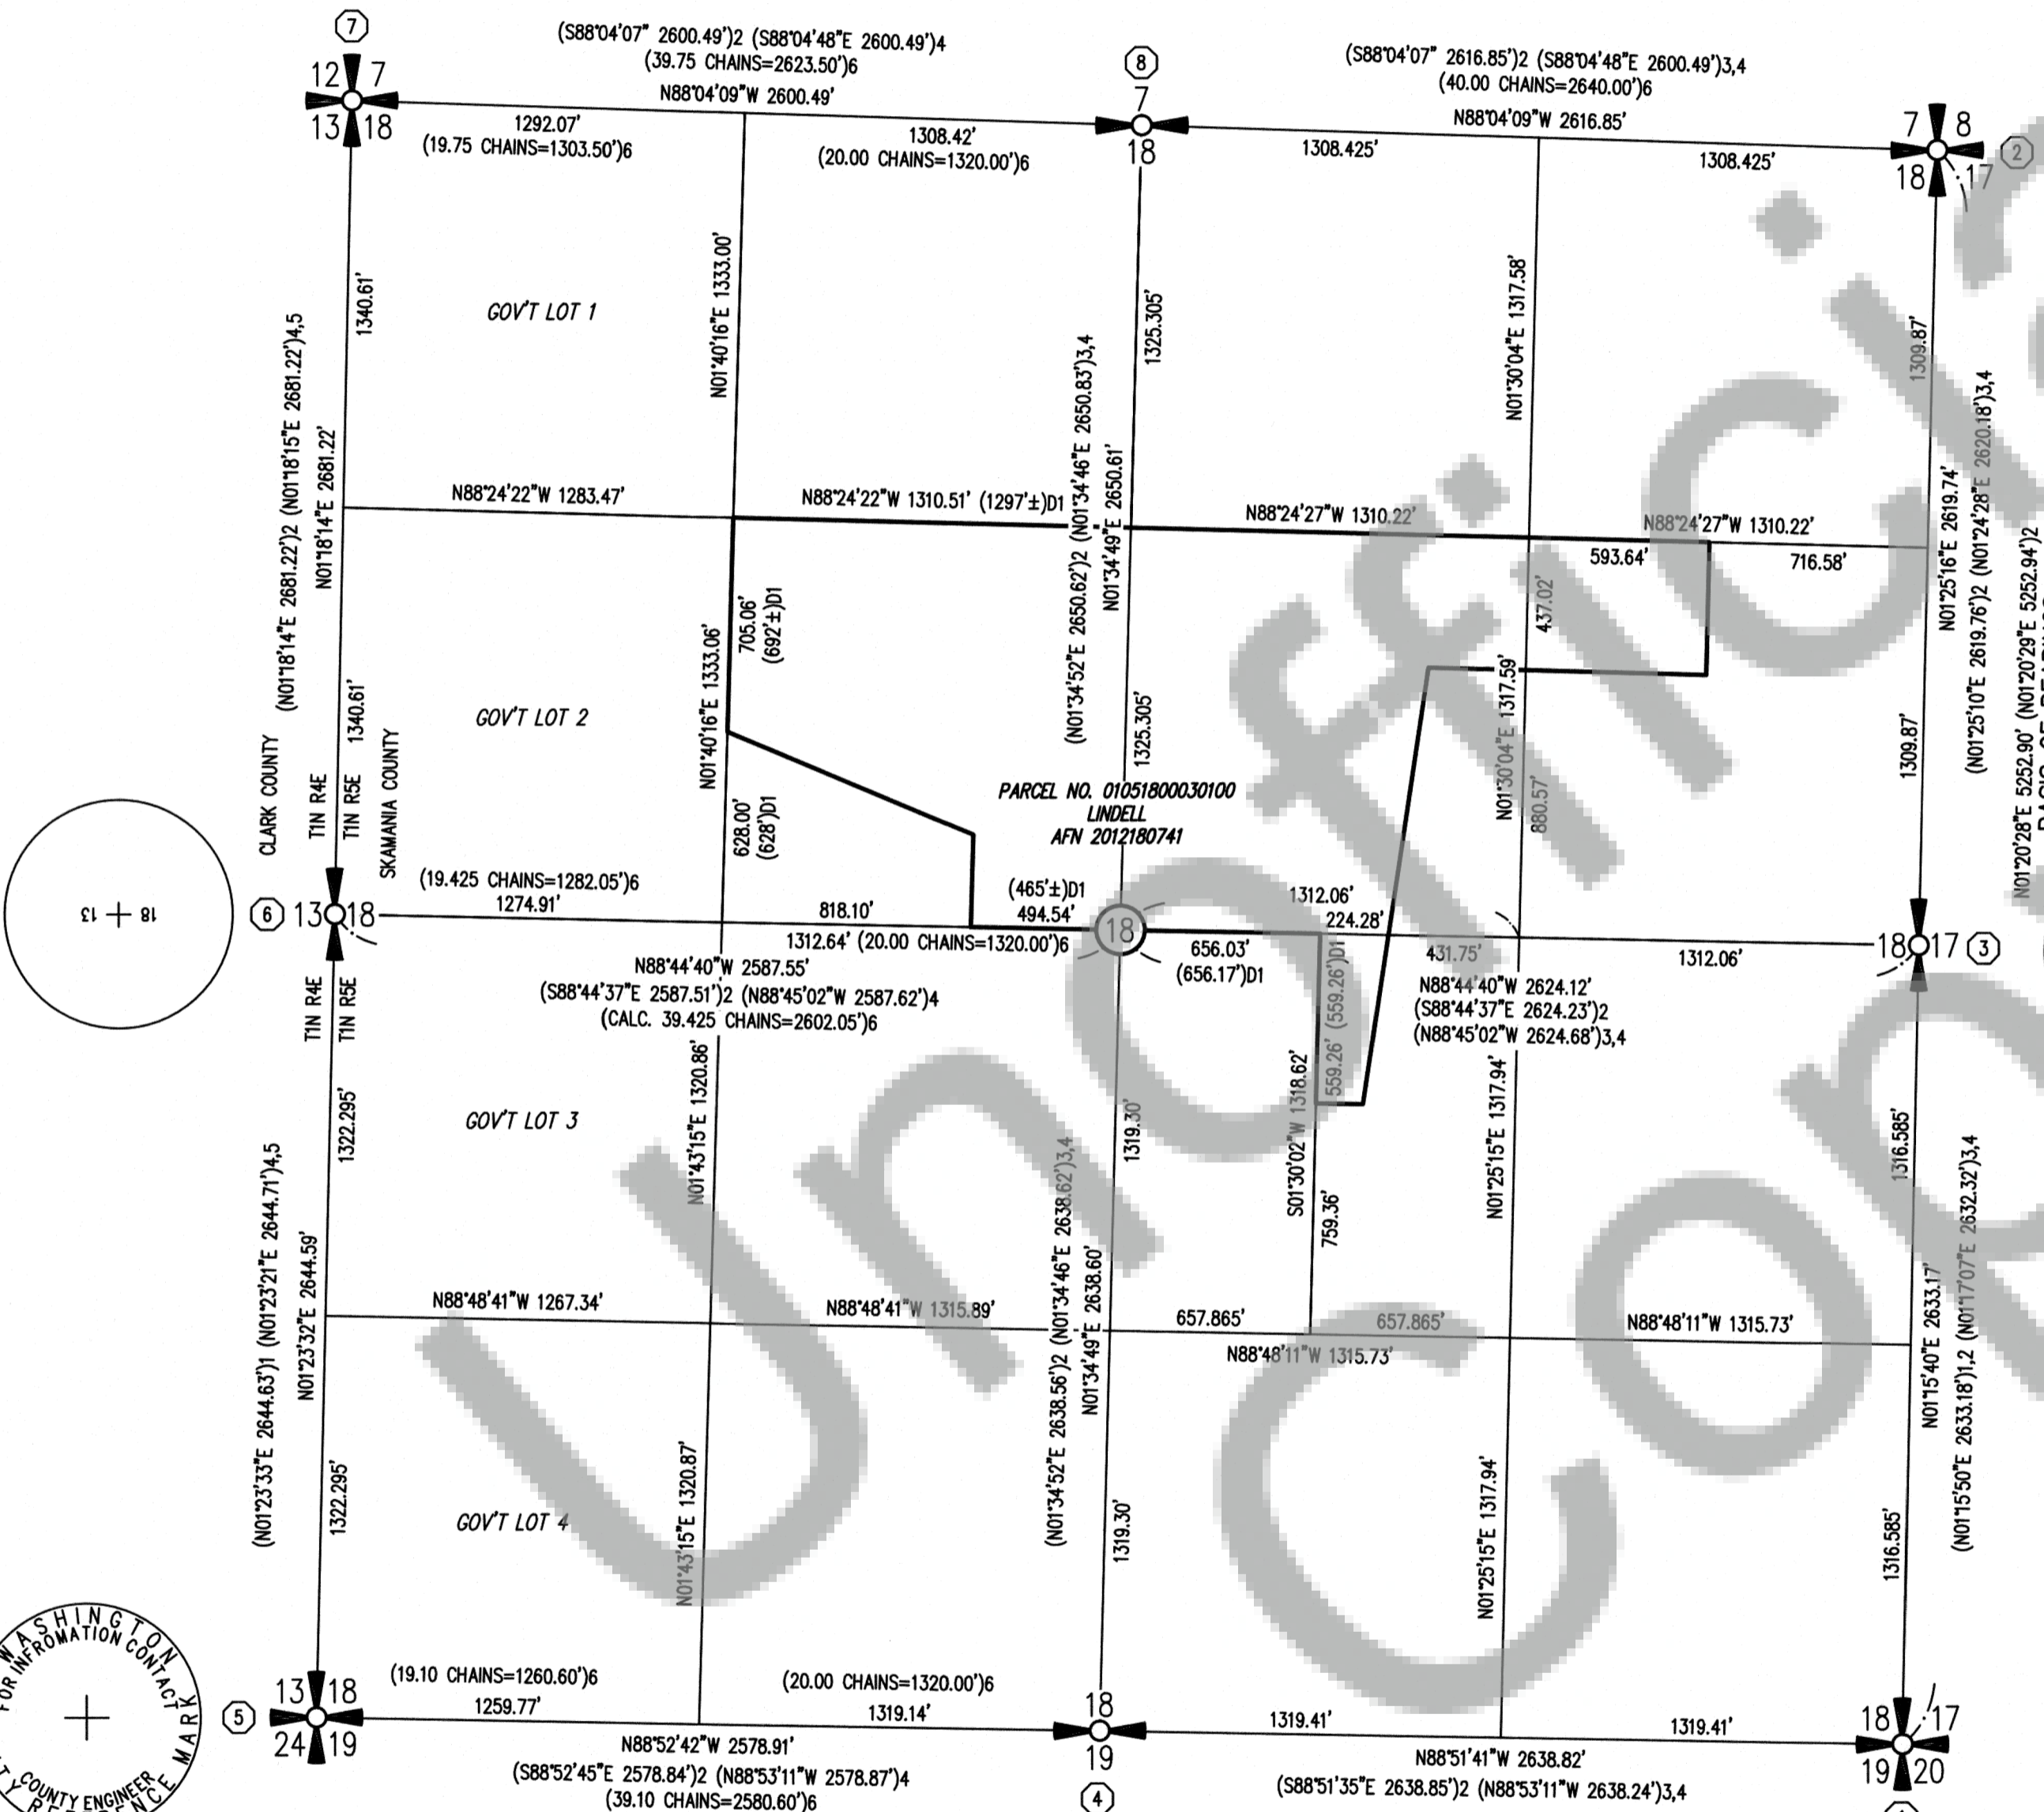 7
(S88°04'07" 2600.49')2 (S88°04'48"E 2600.49')4
(39.75 CHAINS=2623.50')6
N88°04'09"W 2600.49'
8
(S88°04'07" 2616.85')2 (S88°04'48"E 2600.49')3,4
(40.00 CHAINS=2640.00')6
N88°04'09"W 2616.85'
12 7
13 18
7
18
7 8
18 17
2
1292.07'
(19.75 CHAINS=1303.50')6
1308.42'
(20.00 CHAINS=1320.00')6
1308.425'
1308.425'
1340.61'
GOV'T LOT 1
N01°40'16"E 1333.00'
1325.305'
N01°30'04"E 1317.58'
1309.87'
(N01°18'14"E 2681.22')2 (N01°18'15"E 2681.22')4,5
N01°18'14"E 2681.22'
(N01°34'52"E 2650.62')2 (N01°34'46"E 2650.83')3,4
N01°34'49"E 2650.61'
N01°25'16"E 2619.74'
(N01°25'10"E 2619.76')2 (N01°24'28"E 2620.18')3,4
N01°20'28"E 5252.90' (N01°20'29"E 5252.94')2
N88°24'22"W 1283.47'
N88°24'22"W 1310.51' (1297'±)D1
N88°24'27"W 1310.22'
N88°24'27"W 1310.22'
593.64'
716.58'
437.02'
705.06'
(692'±)D1
GOV'T LOT 2
N01°40'16"E 1333.06'
1340.61'
1325.305'
N01°30'04"E 1317.59'
880.57'
1309.87'
CLARK COUNTY
T1N R4E
T1N R5E
SKAMANIA COUNTY
628.00'
(628')D1
PARCEL NO. 01051800030100
LINDELL
AFN 2012180741
13 18
6
13 18
(19.425 CHAINS=1282.05')6
1274.91'
818.10'
(465'±)D1
494.54'
1312.64' (20.00 CHAINS=1320.00')6
18
1312.06'
224.28'
656.03'
(656.17')D1
431.75'
1312.06'
18 17
3
N88°44'40"W 2587.55'
(S88°44'37"E 2587.51')2 (N88°45'02"W 2587.62')4
(CALC. 39.425 CHAINS=2602.05')6
N88°44'40"W 2624.12'
(S88°44'37"E 2624.23')2
(N88°45'02"W 2624.68')3,4
T1N R4E
T1N R5E
559.26' (559.26')D1
S01°30'02"W 1318.62'
759.36'
GOV'T LOT 3
1322.295'
N01°43'15"E 1320.86'
1319.30'
N01°25'15"E 1317.94'
1316.585'
(N01°23'33"E 2644.63')1 (N01°23'21"E 2644.71')4,5
N01°23'32"E 2644.59'
(N01°34'52"E 2638.56')2 (N01°34'46"E 2638.62')3,4
N01°34'49"E 2638.60'
N01°15'40"E 2633.17'
(N01°15'50"E 2633.18')1,2 (N01°17'07"E 2632.32')3,4
N88°48'41"W 1267.34'
N88°48'41"W 1315.89'
657.865'
657.865'
N88°48'11"W 1315.73'
N88°48'11"W 1315.73'
GOV'T LOT 4
1322.295'
N01°43'15"E 1320.87'
1319.30'
N01°25'15"E 1317.94'
1316.585'
WASHINGTON
FOR INFROMATION CONTACT
COUNTY ENGINEER
MARK
5
13 18
24 19
(19.10 CHAINS=1260.60')6
1259.77'
(20.00 CHAINS=1320.00')6
1319.14'
18
19
4
1319.41'
1319.41'
18 17
19 20
N88°52'42"W 2578.91'
(S88°52'45"E 2578.84')2 (N88°53'11"W 2578.87')4
(39.10 CHAINS=2580.60')6
N88°51'41"W 2638.82'
(S88°51'35"E 2638.85')2 (N88°53'11"W 2638.24')3,4
Unoffici